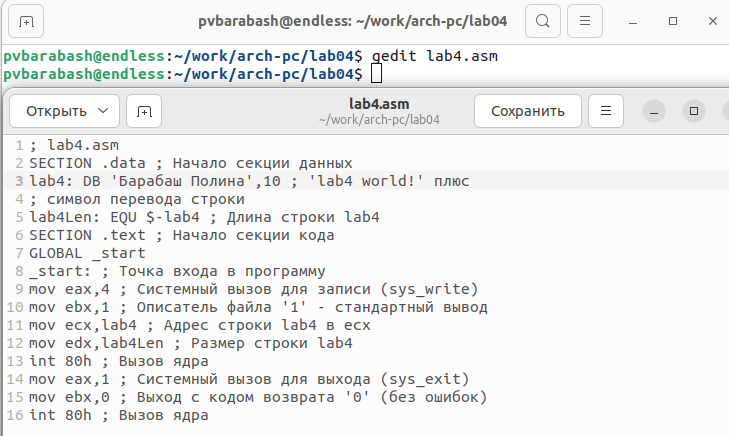 pvbarabash@endless: ~/work/arch-pc/lab04
pvbarabash@endless:~/work/arch-pc/lab04$ gedit lab4.asm
pvbarabash@endless:~/work/arch-pc/lab04$
Открыть
lab4.asm
~/work/arch-pc/lab04
Сохранить
1 ; lab4.asm
2 SECTION .data ; Начало секции данных
3 lab4: DB 'Барабаш Полина',10 ; 'lab4 world!' плюс
4 ; символ перевода строки
5 lab4Len: EQU $-lab4 ; Длина строки lab4
6 SECTION .text ; Начало секции кода
7 GLOBAL _start
8 _start: ; Точка входа в программу
9 mov eax,4 ; Системный вызов для записи (sys_write)
10 mov ebx,1 ; Описатель файла '1' - стандартный вывод
11 mov ecx,lab4 ; Адрес строки lab4 в ecx
12 mov edx,lab4Len ; Размер строки lab4
13 int 80h ; Вызов ядра
14 mov eax,1 ; Системный вызов для выхода (sys_exit)
15 mov ebx,0 ; Выход с кодом возврата '0' (без ошибок)
16 int 80h ; Вызов ядра